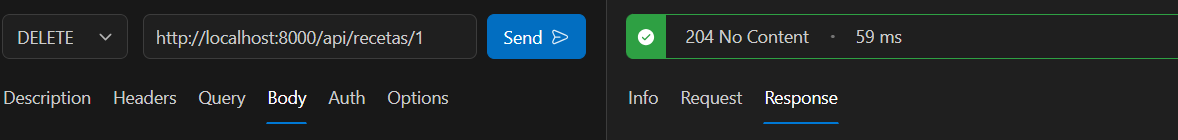 DELETE http://localhost:8000/api/recetas/1 Send 204 No Content • 59 ms
Description Headers Query Body Auth Options Info Request Response